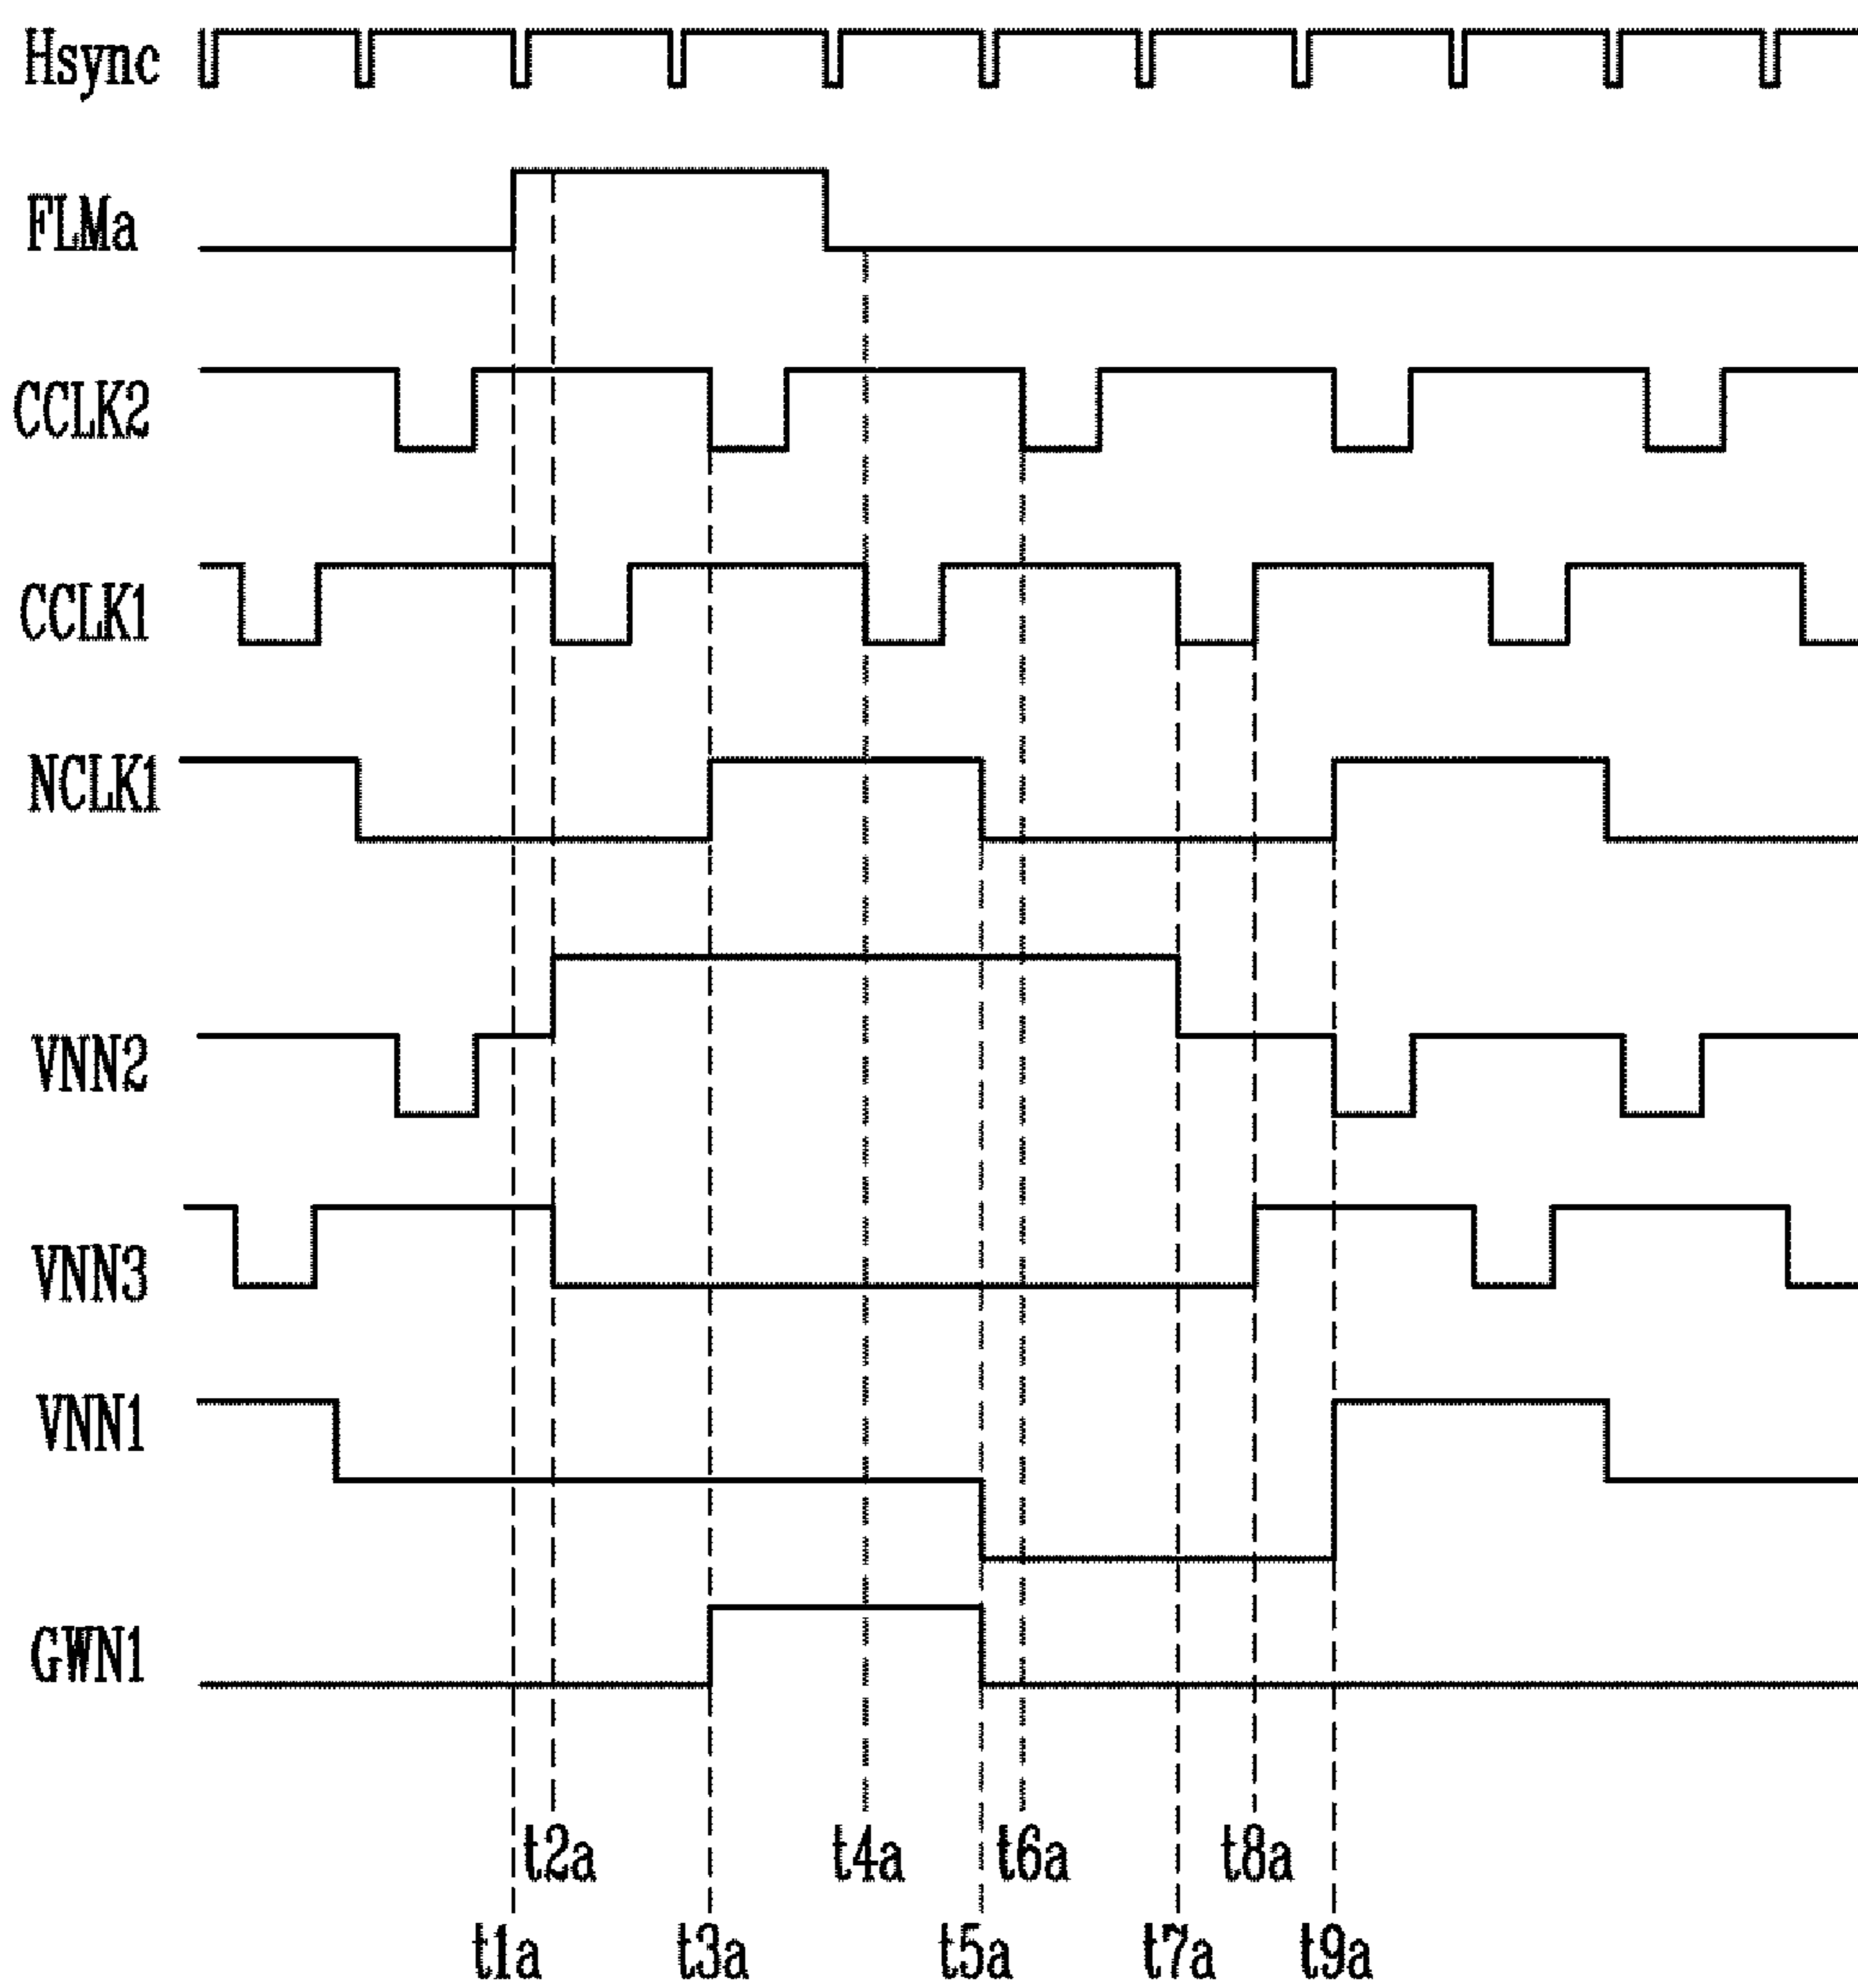 Hsync
FLMa
CCLK2
CCLK1
NCLK1
VNN2
VNN3
VNN1
GWN1
t2a t4a t6a t8a
t1a t3a t5a t7a t9a